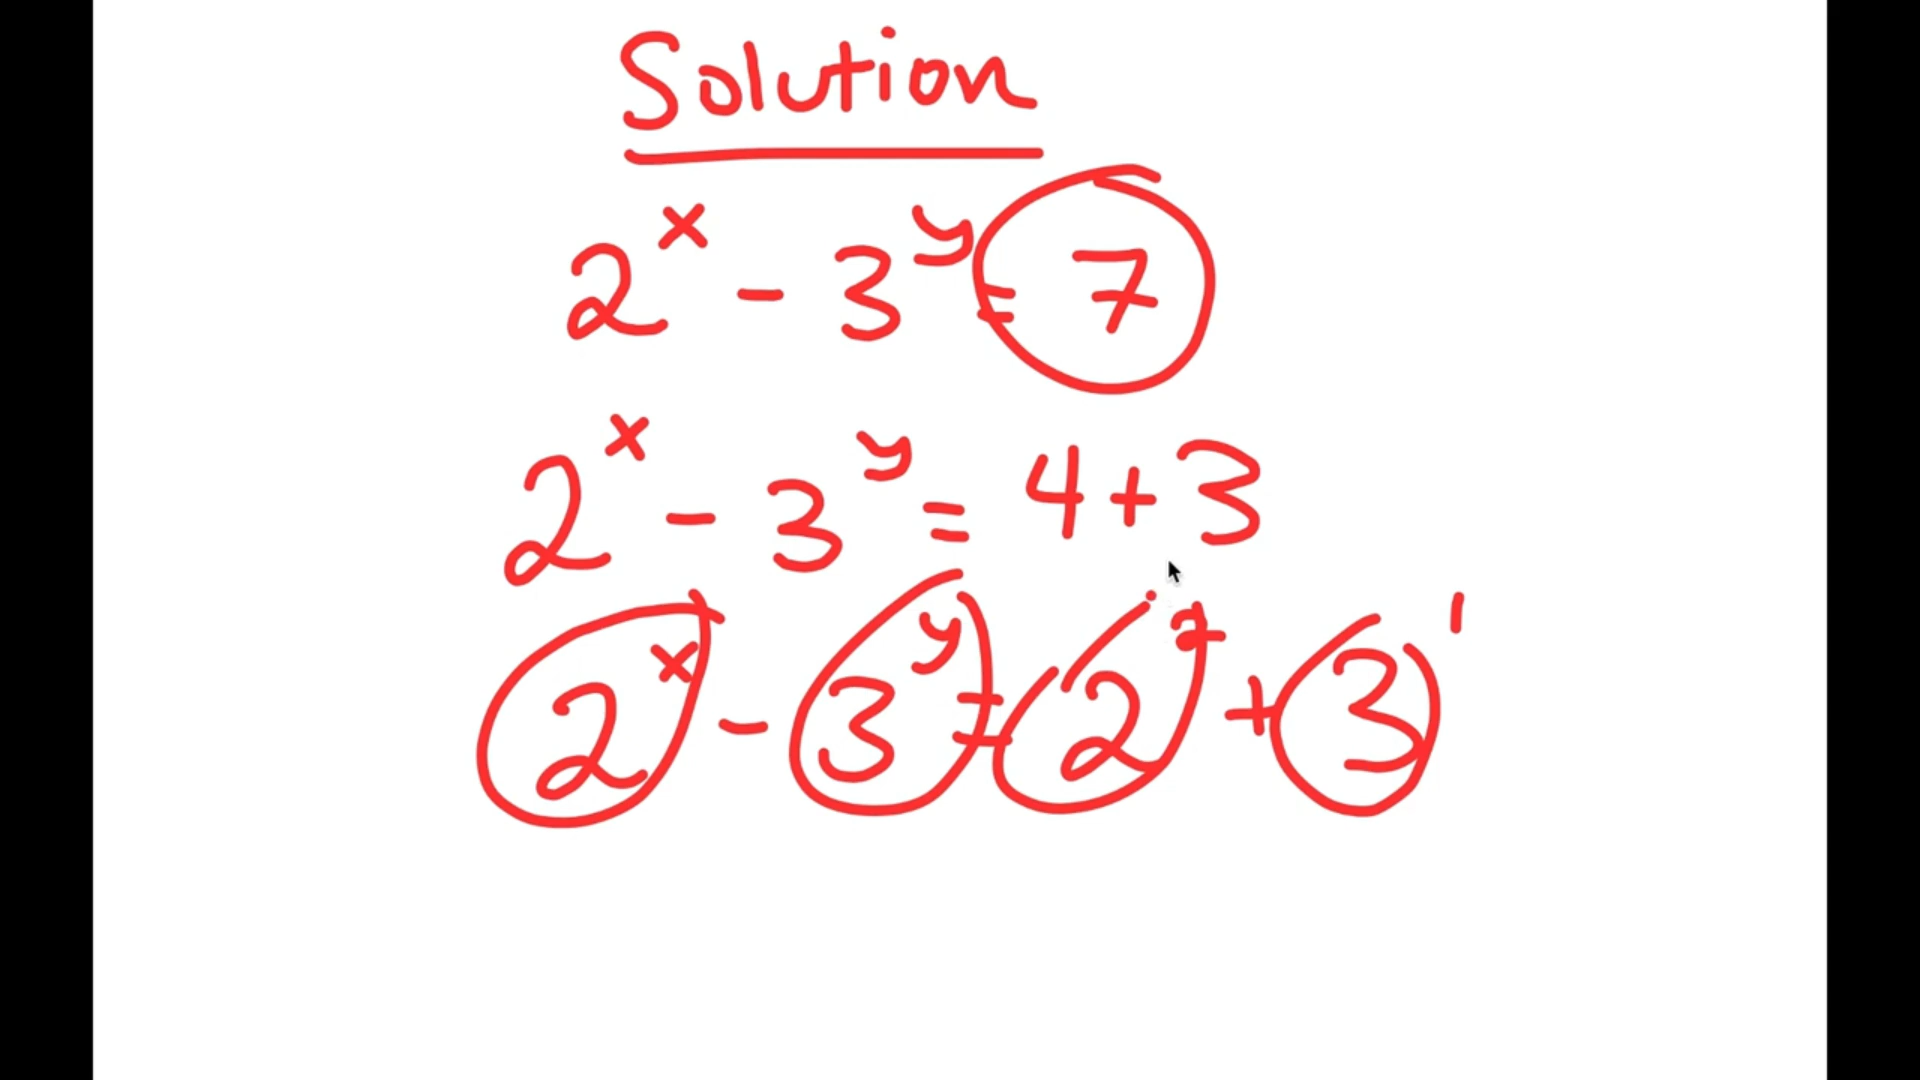 Solution
2^x - 3^y = 7
2^x - 3^y = 4 + 3
2^x - 3^y = 2^2 + 3^1